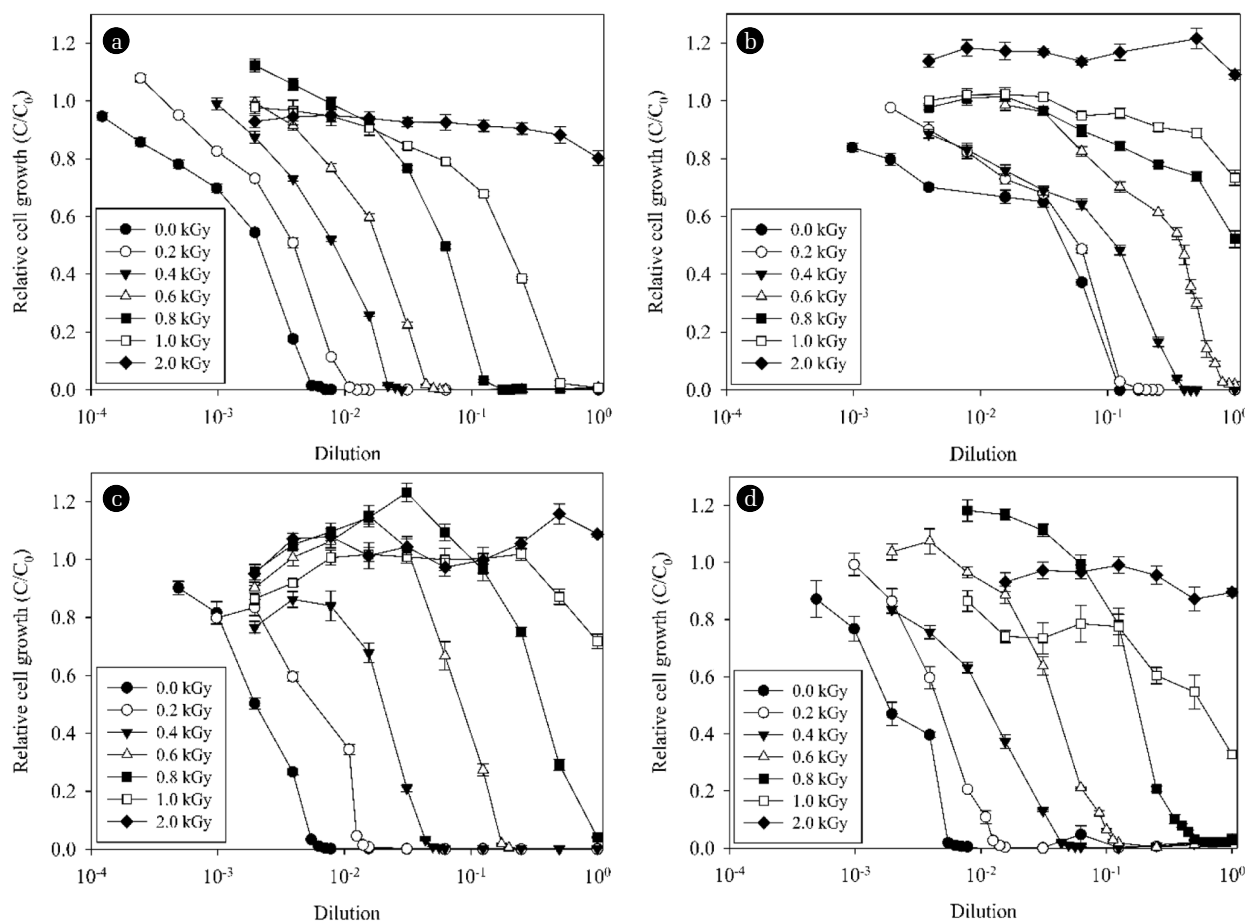 a
Relative cell growth (C/C0)
1.2
1.0
0.8
0.6
0.4
0.2
0.0
0.0 kGy
0.2 kGy
0.4 kGy
0.6 kGy
0.8 kGy
1.0 kGy
2.0 kGy
10-4 10-3 10-2 10-1 100
Dilution
b
Relative cell growth (C/C0)
1.2
1.0
0.8
0.6
0.4
0.2
0.0
0.0 kGy
0.2 kGy
0.4 kGy
0.6 kGy
0.8 kGy
1.0 kGy
2.0 kGy
10-4 10-3 10-2 10-1 100
Dilution
c
Relative cell growth (C/C0)
1.2
1.0
0.8
0.6
0.4
0.2
0.0
0.0 kGy
0.2 kGy
0.4 kGy
0.6 kGy
0.8 kGy
1.0 kGy
2.0 kGy
10-4 10-3 10-2 10-1 100
Dilution
d
Relative cell growth (C/C0)
1.2
1.0
0.8
0.6
0.4
0.2
0.0
0.0 kGy
0.2 kGy
0.4 kGy
0.6 kGy
0.8 kGy
1.0 kGy
2.0 kGy
10-4 10-3 10-2 10-1 100
Dilution